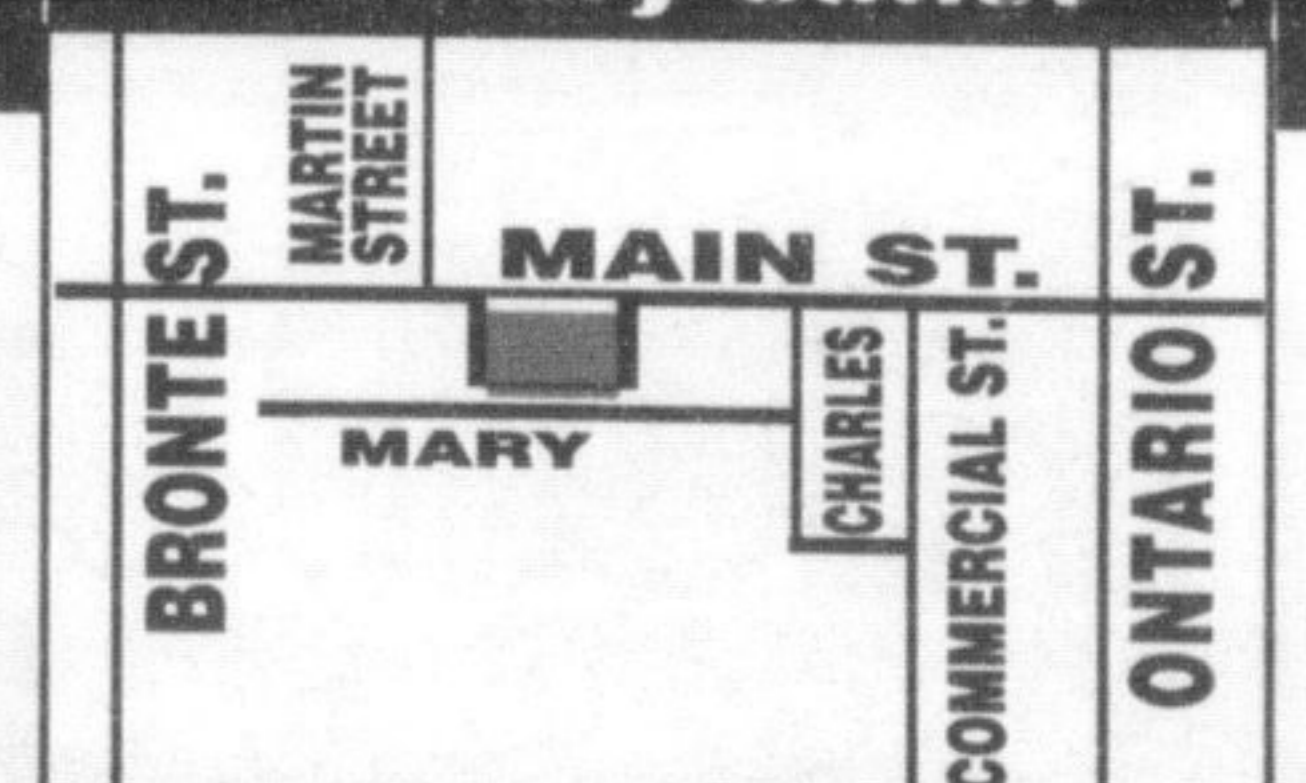 MARTIN
STREET
MAIN ST.
BRONTE ST.
MARY
CHARLES
COMMERCIAL ST.
ONTARIO ST.